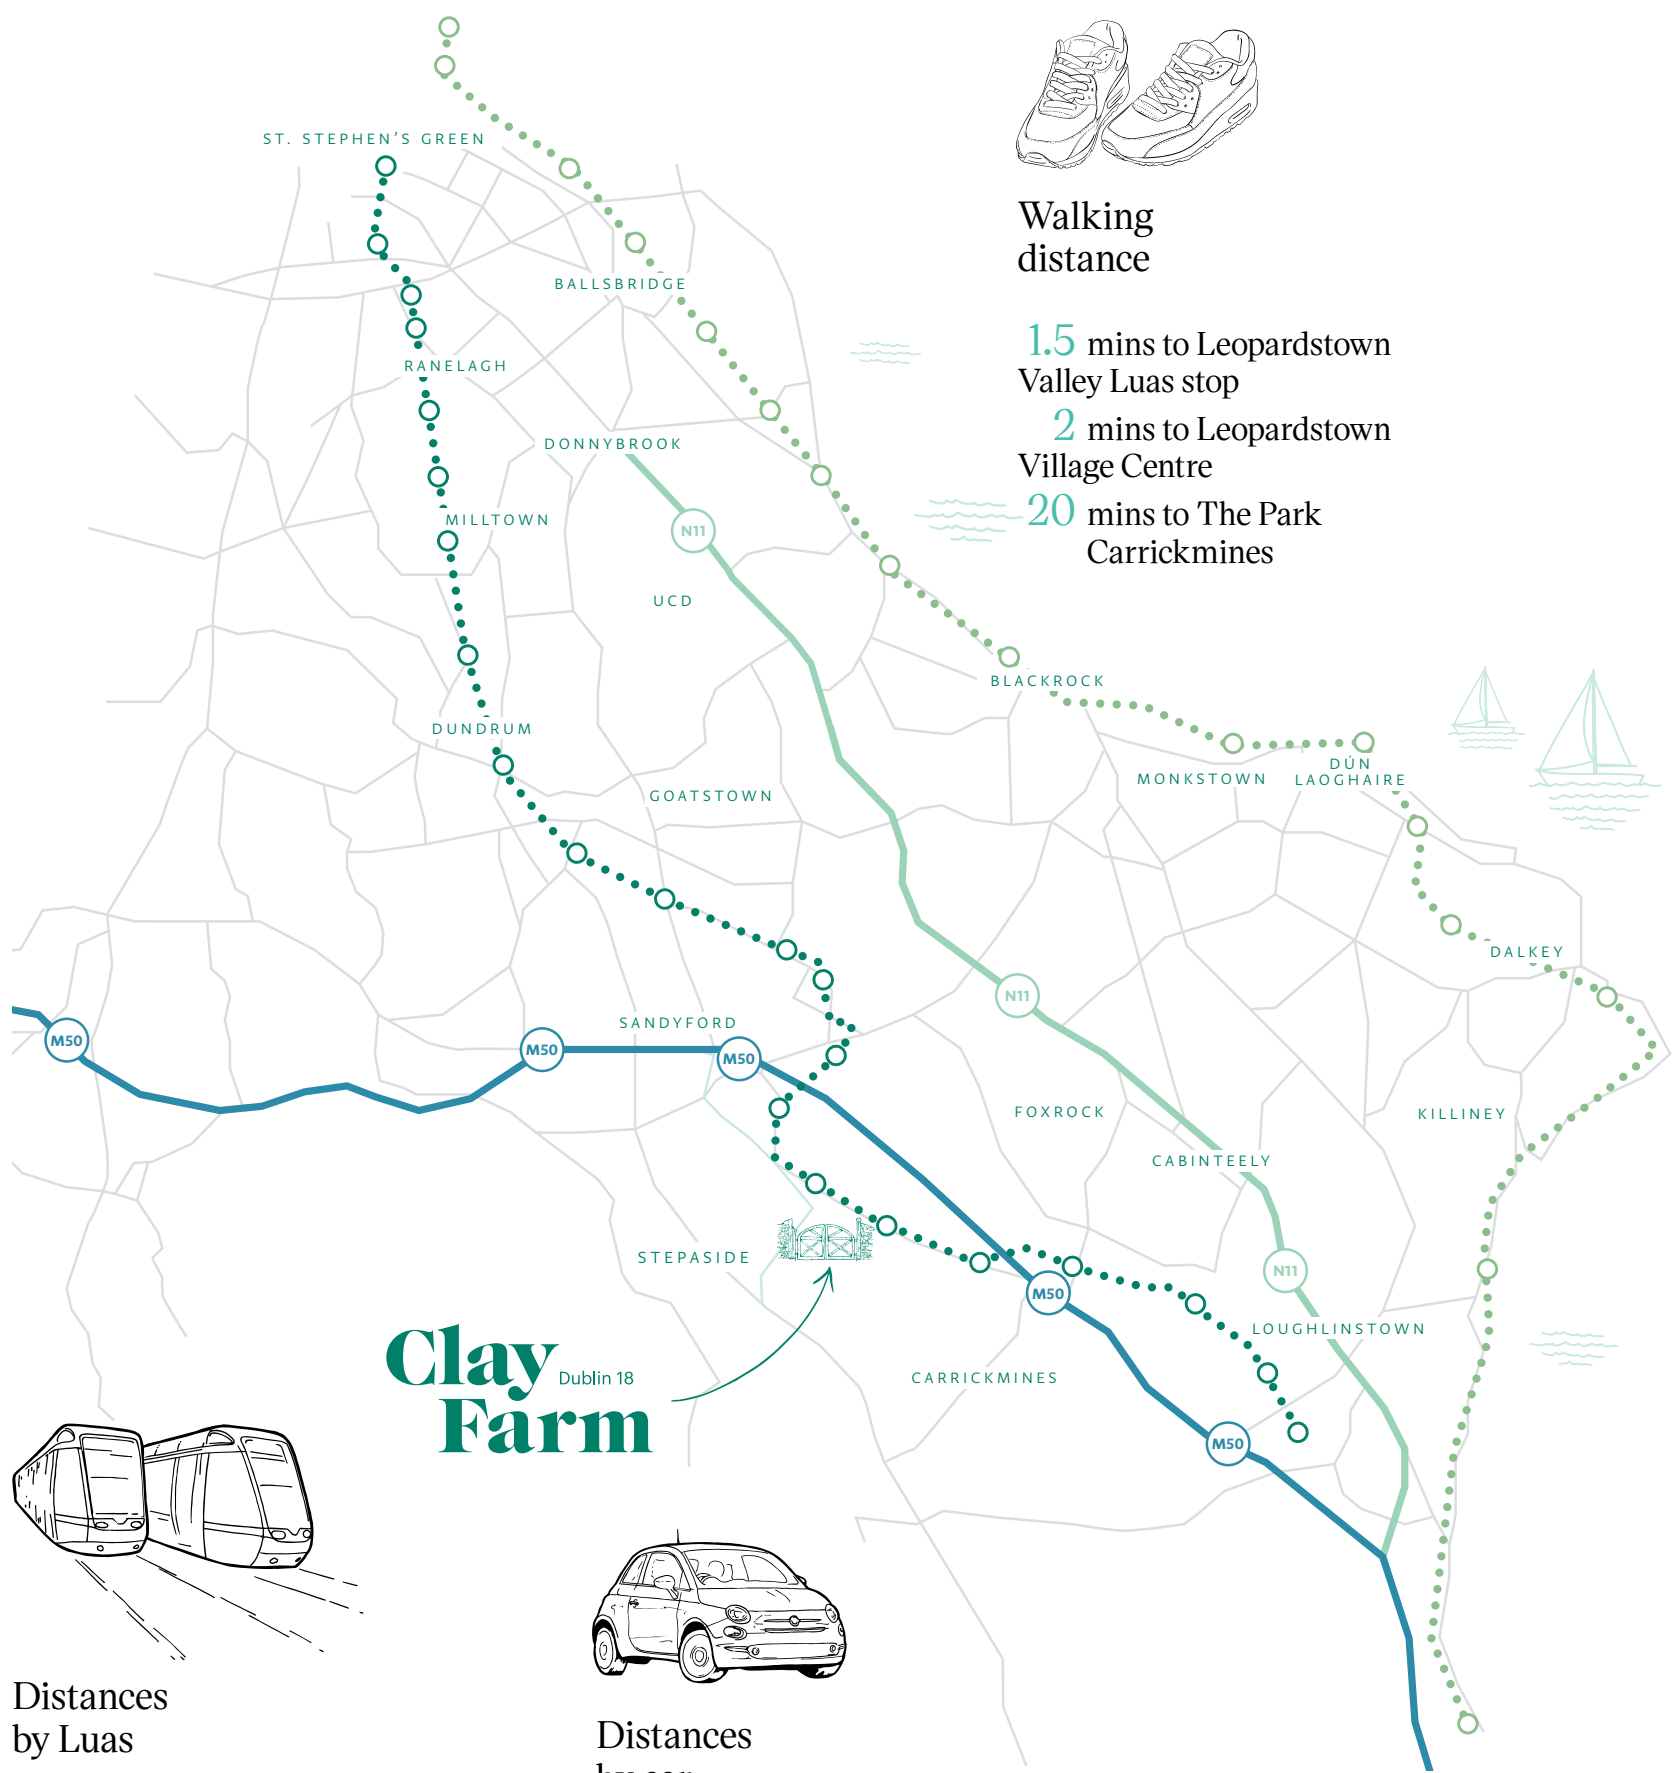 ST. STEPHEN'S GREEN
Walking
distance
BALLSBRIDGE
1.5 mins to Leopardstown
Valley Luas stop
RANELAGH
2 mins to Leopardstown
Village Centre
DONNYBROOK
20 mins to The Park
Carrickmines
MILLTOWN
N11
UCD
BLACKROCK
DUNDRUM
MONKSTOWN
DÚN
LAOGHAIRE
GOATSTOWN
DALKEY
N11
SANDYFORD
M50
M50
M50
FOXROCK
KILLINEY
CABINTEELY
STEPASIDE
N11
M50
LOUGHLINSTOWN
Clay
Dublin 18
Farm
CARRICKMINES
M50
Distances
by Luas
Distances
by car